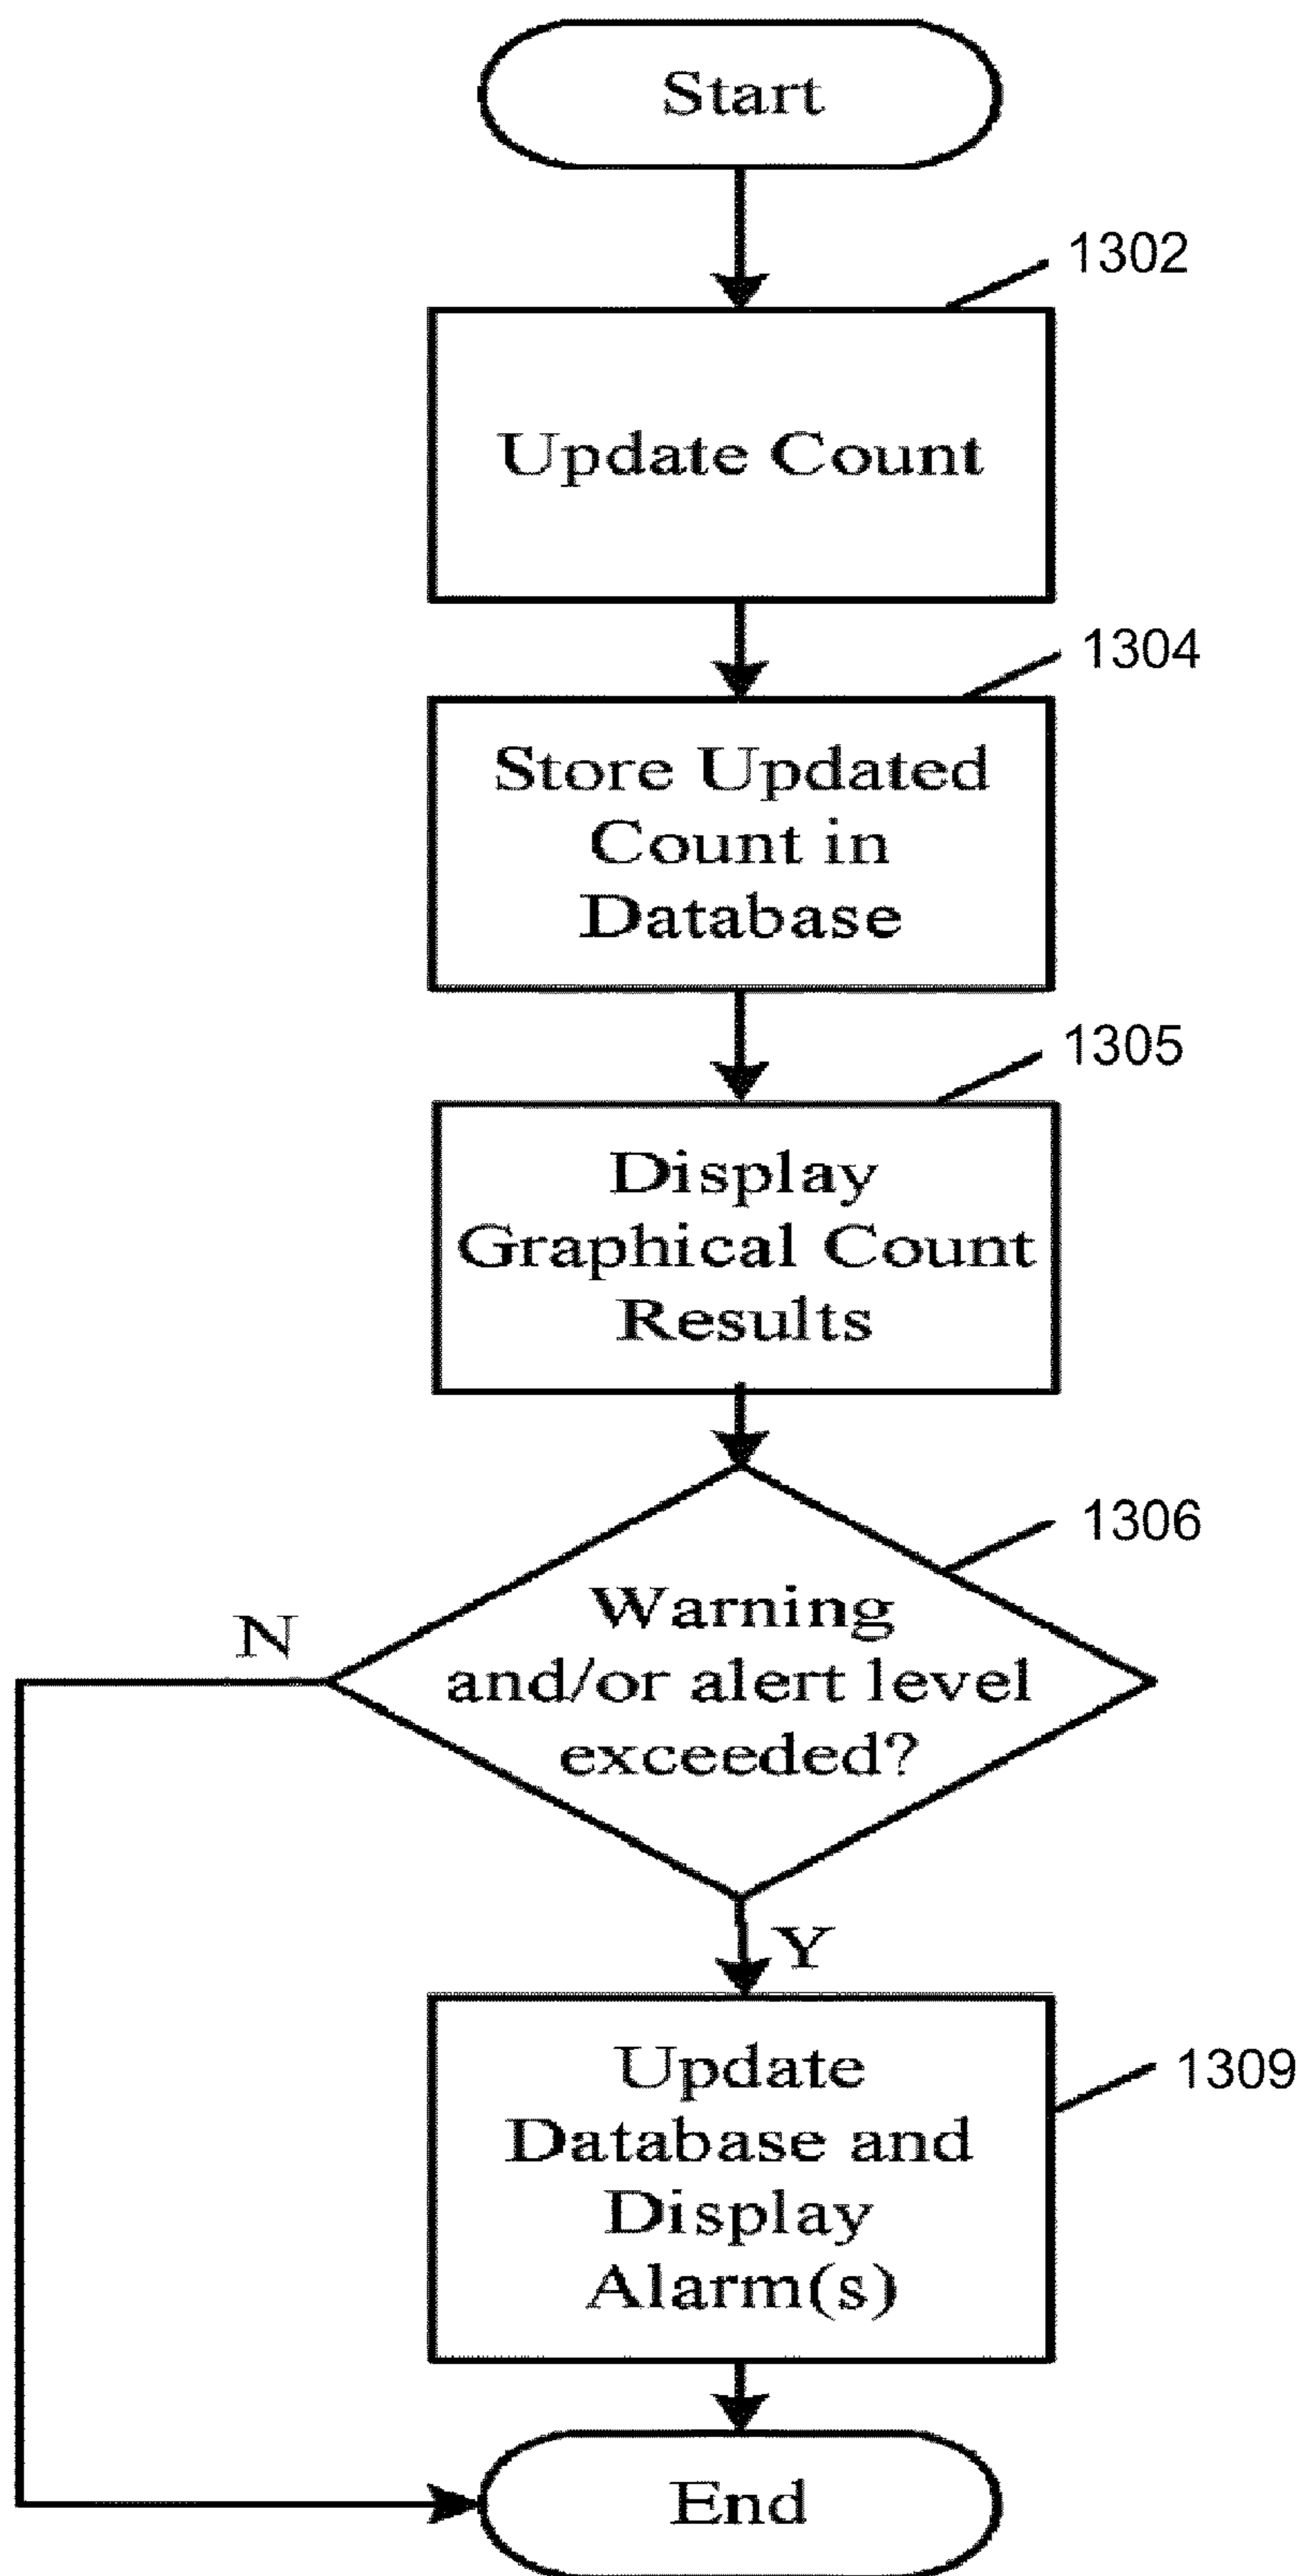 Start
1302
Update Count
1304
Store Updated
Count in
Database
1305
Display
Graphical Count
Results
1306
Warning
and/or alert level
exceeded?
N
Y
Update
Database and
Display
Alarm(s)
1309
End